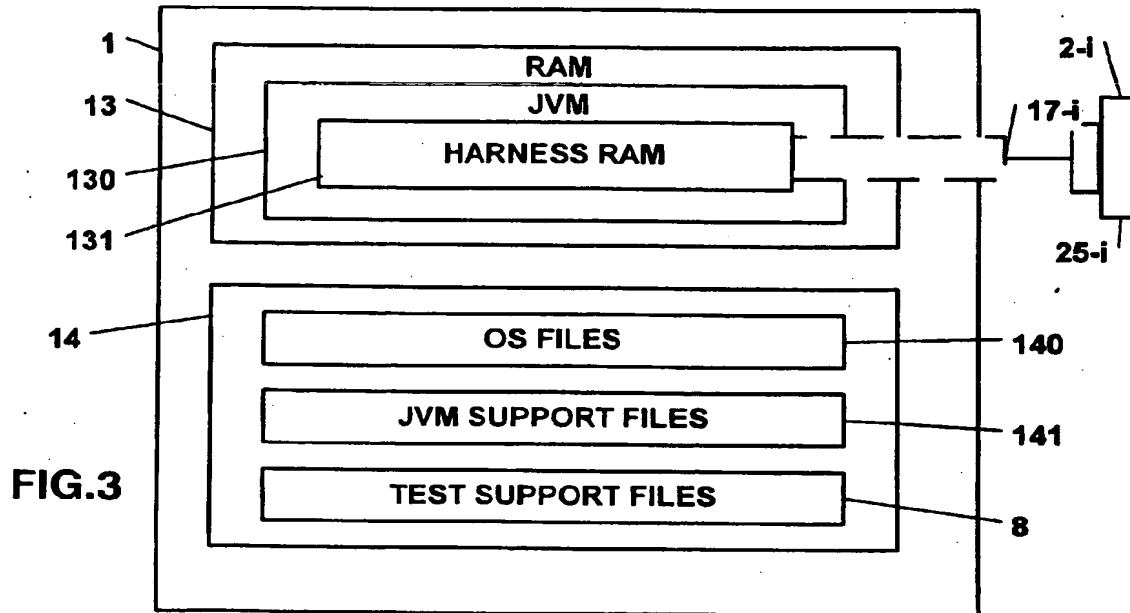 1
2-i
RAM
13
JVM
17-i
HARNESS RAM
130
131
25-i
14
OS FILES
140
JVM SUPPORT FILES
141
FIG.3
TEST SUPPORT FILES
8